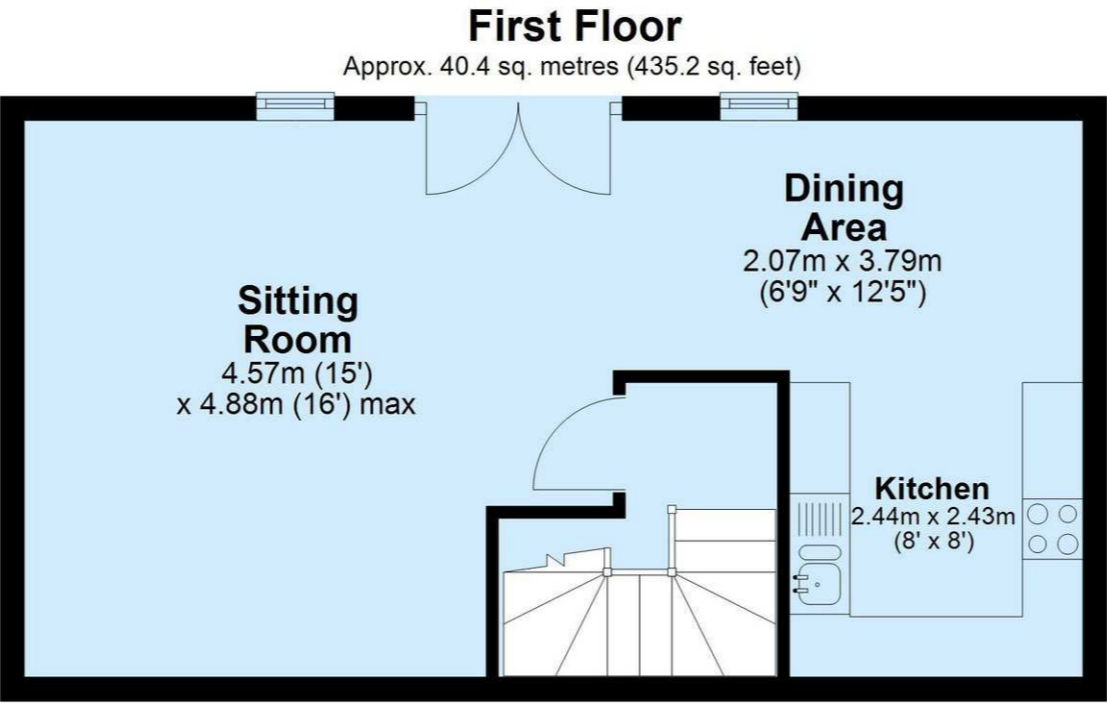 First Floor
Approx. 40.4 sq. metres (435.2 sq. feet)
Dining
Area
2.07m x 3.79m
(6'9" x 12'5")
Sitting
Room
4.57m (15')
x 4.88m (16') max
Kitchen
2.44m x 2.43m
(8' x 8')